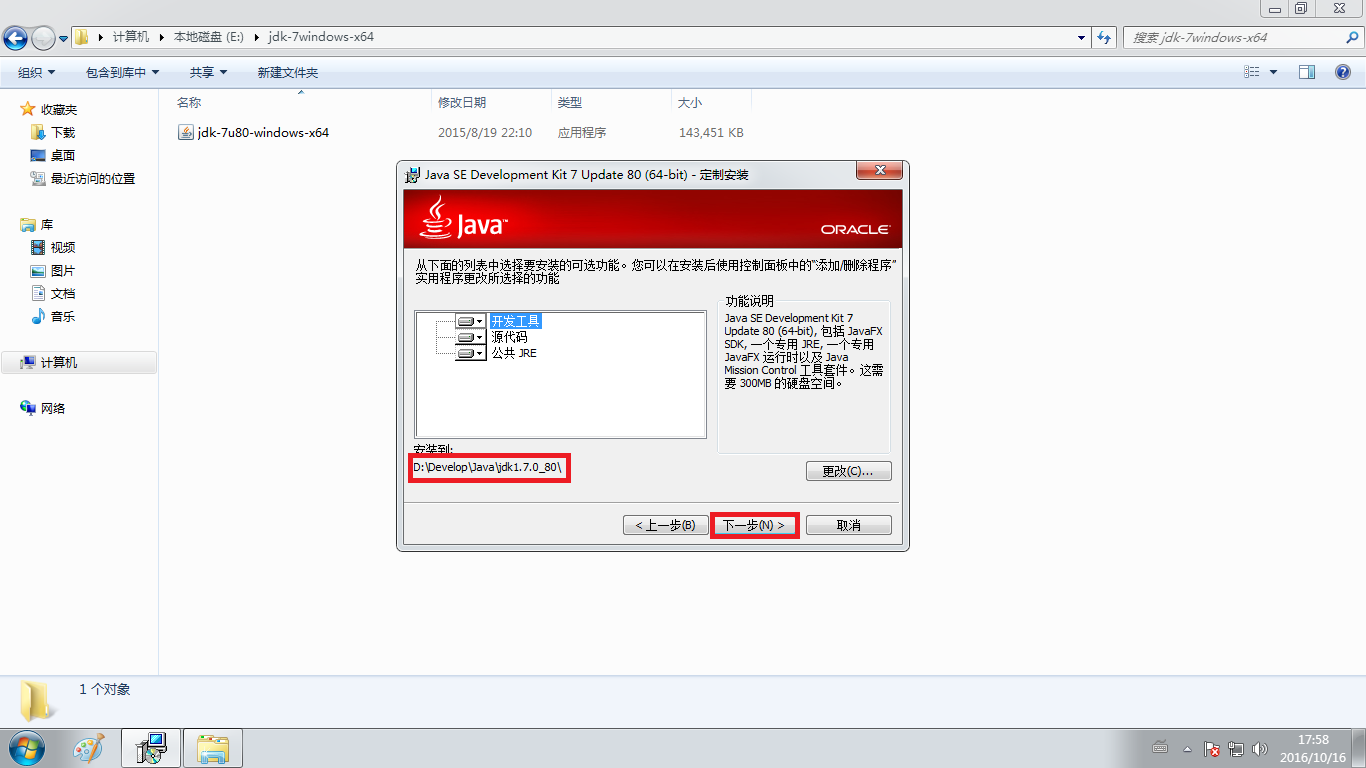 计算机 本地磁盘 (E:) jdk-7windows-x64
搜索 jdk-7windows-x64
组织 包含到库中 共享 新建文件夹
收藏夹
下载
桌面
最近访问的位置
库
视频
图片
文档
音乐
计算机
网络
名称 修改日期 类型 大小
jdk-7u80-windows-x64 2015/8/19 22:10 应用程序 143,451 KB
Java SE Development Kit 7 Update 80 (64-bit) - 定制安装
Java™
ORACLE
从下面的列表中选择要安装的可选功能。您可以在安装后使用控制面板中的"添加/删除程序"
实用程序更改所选择的功能
开发工具
源代码
公共 JRE
功能说明
Java SE Development Kit 7
Update 80 (64-bit), 包括 JavaFX
SDK, 一个专用 JRE, 一个专用
JavaFX 运行时以及 Java
Mission Control 工具套件。这需
要 300MB 的硬盘空间。
安装到:
D:\Develop\Java\jdk1.7.0_80\
更改(C)...
< 上一步(B) 下一步(N) > 取消
1 个对象
17:58
2016/10/16